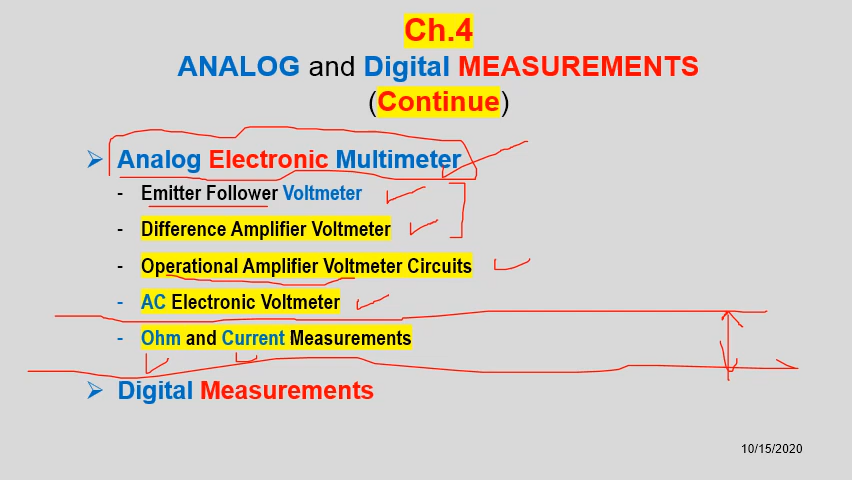 Ch.4
ANALOG and Digital MEASUREMENTS
(Continue)
➢ Analog Electronic Multimeter
- Emitter Follower Voltmeter
- Difference Amplifier Voltmeter
- Operational Amplifier Voltmeter Circuits
- AC Electronic Voltmeter
- Ohm and Current Measurements
➢ Digital Measurements
10/15/2020